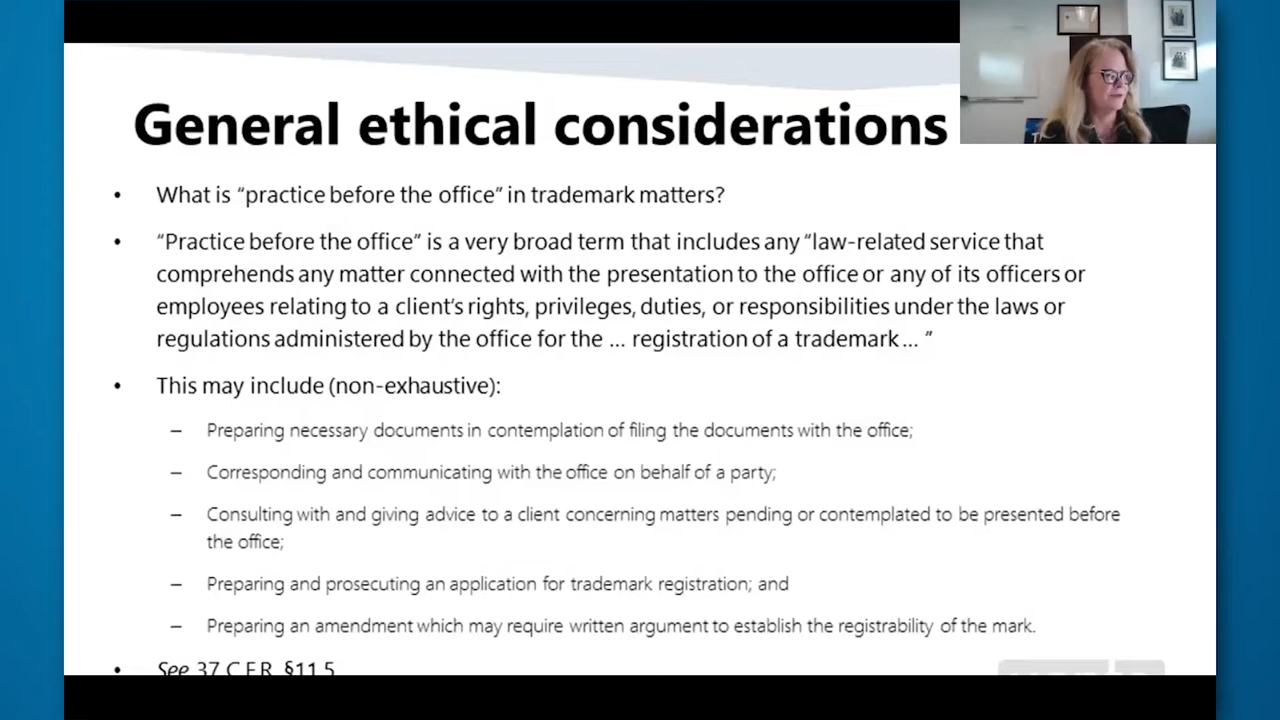 General ethical considerations
• What is “practice before the office” in trademark matters?
• “Practice before the office” is a very broad term that includes any “law-related service that
comprehends any matter connected with the presentation to the office or any of its officers or
employees relating to a client’s rights, privileges, duties, or responsibilities under the laws or
regulations administered by the office for the ... registration of a trademark ... ”
• This may include (non-exhaustive):
– Preparing necessary documents in contemplation of filing the documents with the office;
– Corresponding and communicating with the office on behalf of a party;
– Consulting with and giving advice to a client concerning matters pending or contemplated to be presented before
the office;
– Preparing and prosecuting an application for trademark registration; and
– Preparing an amendment which may require written argument to establish the registrability of the mark.
• See 37 C.F.R. §11.5